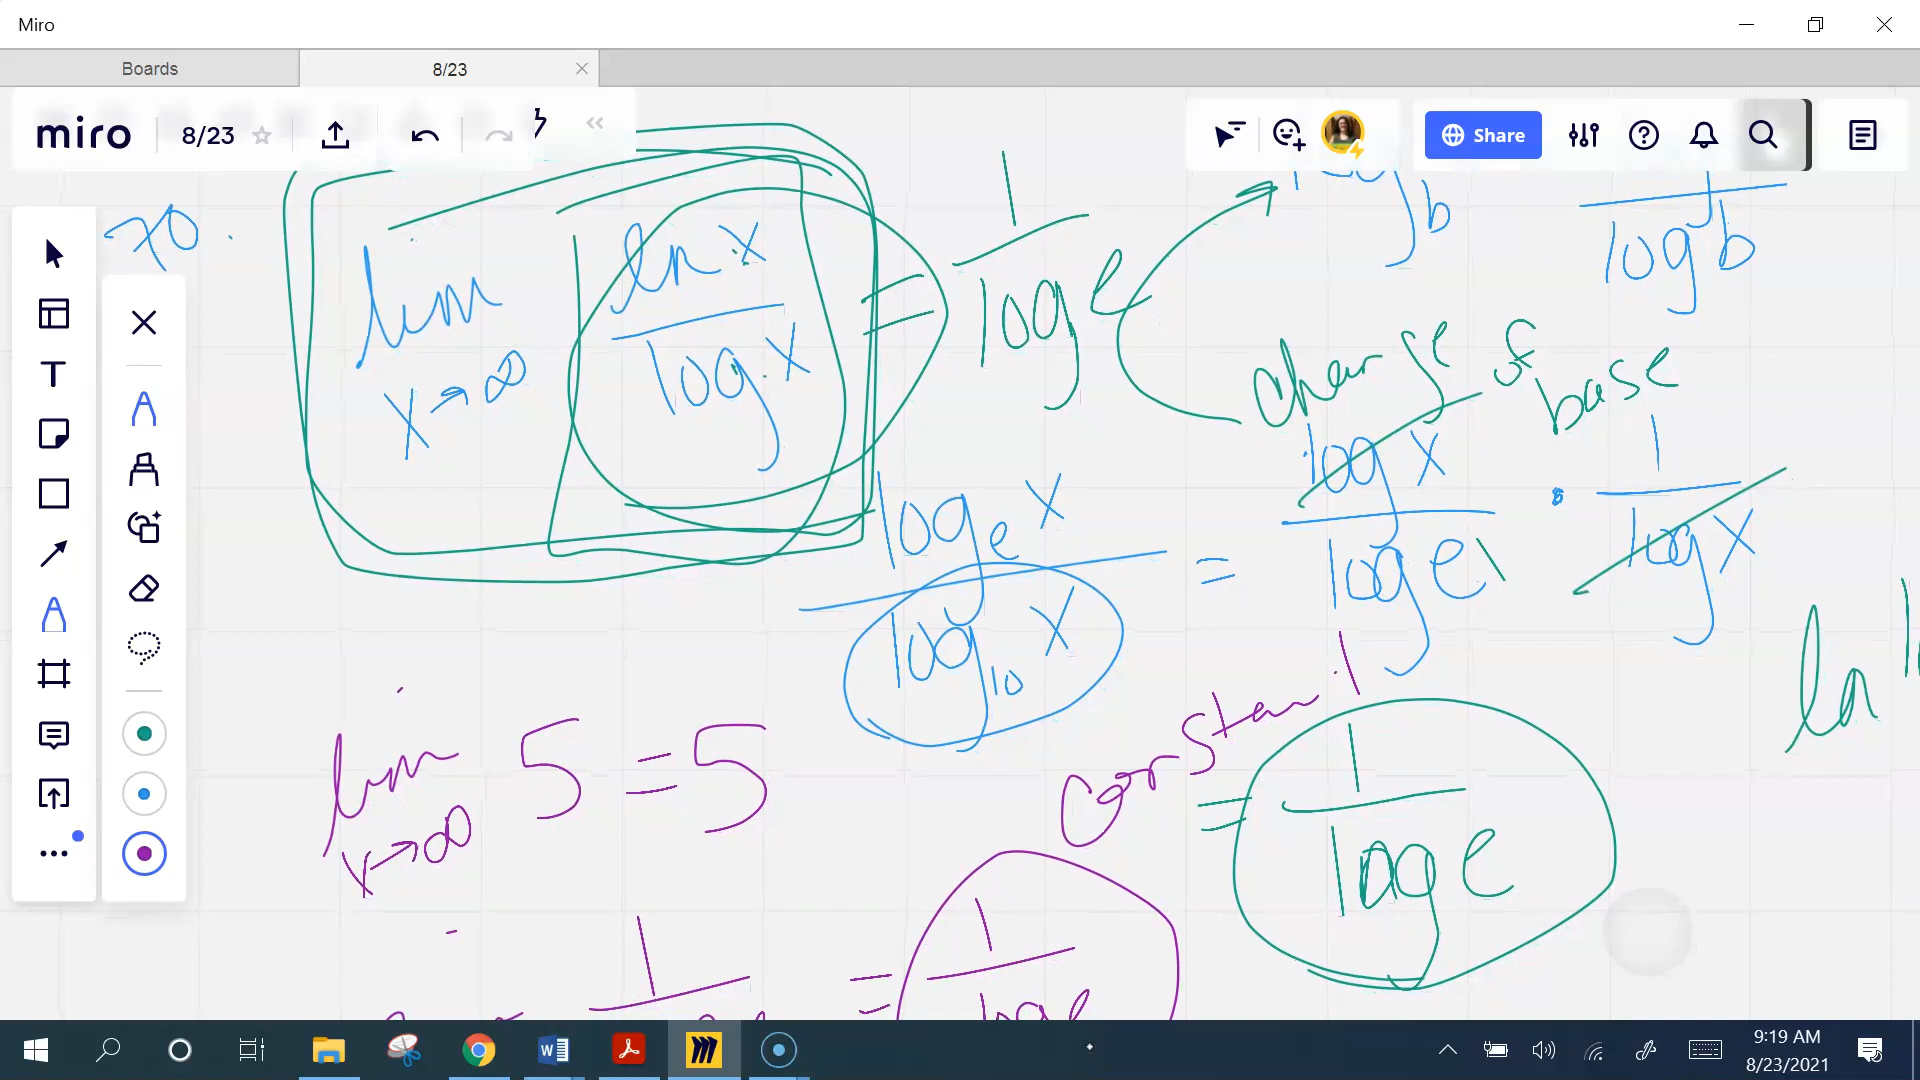 Miro
Boards
8/23
miro
8/23
Share
70.
lim x→∞ ln x / log x = 1 / log e
b
log b
change of base
log_e x / log_10 x = log x / log e · 1 / log x
ln
lim x→∞ 5 = 5
constant
= 1 / log e
1 = 1 / log e
9:19 AM
8/23/2021